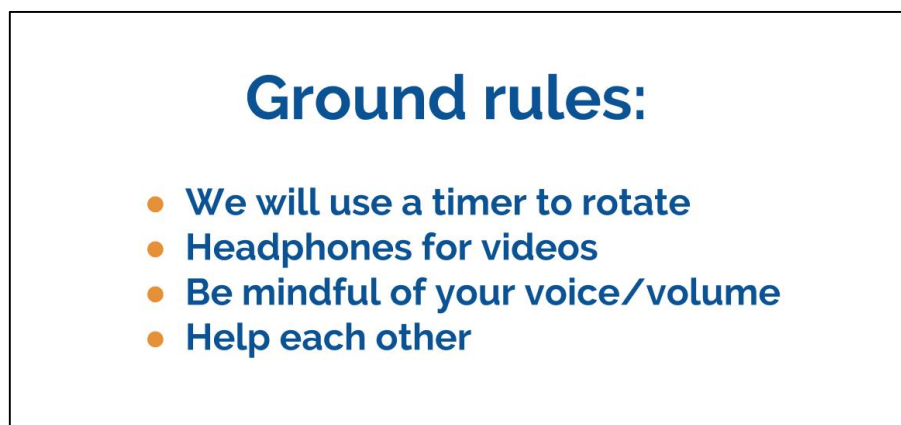 Ground rules:
● We will use a timer to rotate
● Headphones for videos
● Be mindful of your voice/volume
● Help each other